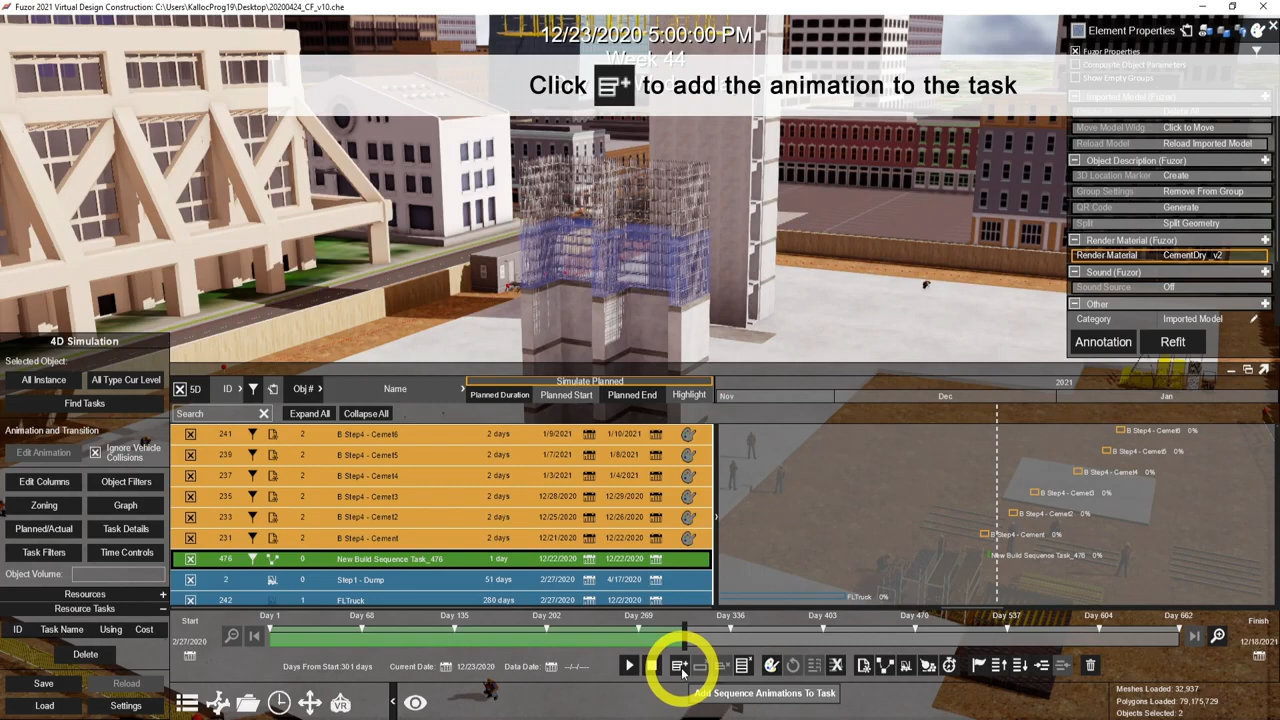 Fuzor 2021 Virtual Design Construction: C:\Users\KallocProg19\Desktop\20200424_CF_v10.che
12/23/2020 5:00:00 PM
Week 44
Click to add the animation to the task
Element Properties
Fuzor Properties
Composite Object Parameters
Show Empty Groups
Imported Model (Fuzor)
Move Model Widg Click to Move
Reload Model Reload Imported Model
Object Description (Fuzor)
3D Location Marker Create
Group Settings Remove From Group
QR Code Generate
Split Split Geometry
Render Material (Fuzor)
Render Material CementDry _v2
Sound (Fuzor)
Sound Source Off
Other
Category Imported Model
Annotation Refit
4D Simulation
Selected Object:
All Instance All Type Cur Level
Find Tasks
Animation and Transition
Edit Animation Ignore Vehicle Collisions
Edit Columns Object Filters
Zoning Graph
Planned/Actual Task Details
Task Filters Time Controls
Object Volume:
Resources +
Resource Tasks −
ID Task Name Using Cost
Delete
Save Reload
Load Settings
5D ID Obj # Name Simulate Planned
Planned Duration Planned Start Planned End Highlight
Search Expand All Collapse All
241 2 B Step4 - Cemet6 2 days 1/9/2021 1/10/2021
239 2 B Step4 - Cemet5 2 days 1/7/2021 1/8/2021
237 2 B Step4 - Cemet4 2 days 1/3/2021 1/4/2021
235 2 B Step4 - Cemet3 2 days 12/28/2020 12/29/2020
233 2 B Step4 - Cemet2 2 days 12/25/2020 12/26/2020
231 2 B Step4 - Cement 2 days 12/21/2020 12/22/2020
476 0 New Build Sequence Task_476 1 day 12/22/2020 12/22/2020
2 0 Step1 - Dump 51 days 2/27/2020 4/17/2020
242 1 FLTruck 280 days 2/27/2020 12/2/2020
2021
Nov Dec Jan
B Step4 - Cemet6 0%
B Step4 - Cemet5 0%
B Step4 - Cemet4 0%
B Step4 - Cemet3 0%
B Step4 - Cemet2 0%
B Step4 - Cement 0%
New Build Sequence Task_476 0%
FLTruck 0%
Start Day 1 Day 68 Day 135 Day 202 Day 269 Day 336 Day 403 Day 470 Day 537 Day 604 Day 662 Finish
2/27/2020 12/18/2021
Days From Start:301 days Current Date: 12/23/2020 Data Date: --/--/--
Add Sequence Animations To Task
VR
Meshes Loaded: 32,937
Polygons Loaded: 79,175,729
Objects Selected: 2